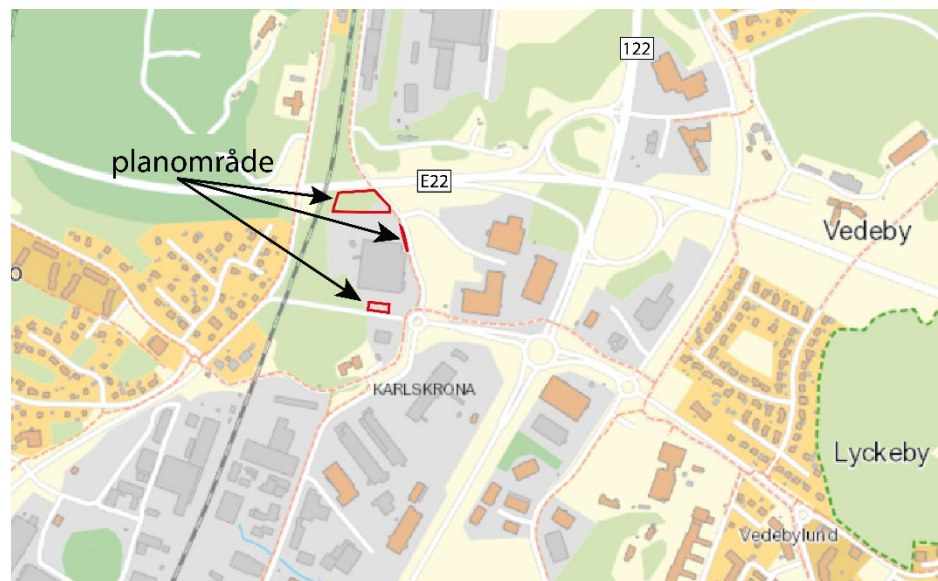 122
planområde
E22
Vedeby
o
KARLSKRONA
Lyckeby
Vedebylund